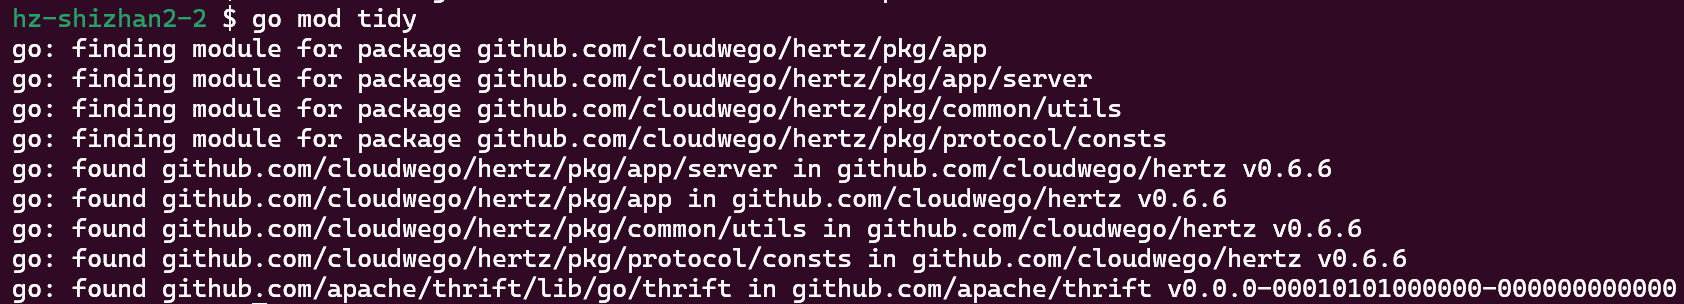 hz-shizhan2-2 $ go mod tidy
go: finding module for package github.com/cloudwego/hertz/pkg/app
go: finding module for package github.com/cloudwego/hertz/pkg/app/server
go: finding module for package github.com/cloudwego/hertz/pkg/common/utils
go: finding module for package github.com/cloudwego/hertz/pkg/protocol/consts
go: found github.com/cloudwego/hertz/pkg/app/server in github.com/cloudwego/hertz v0.6.6
go: found github.com/cloudwego/hertz/pkg/app in github.com/cloudwego/hertz v0.6.6
go: found github.com/cloudwego/hertz/pkg/common/utils in github.com/cloudwego/hertz v0.6.6
go: found github.com/cloudwego/hertz/pkg/protocol/consts in github.com/cloudwego/hertz v0.6.6
go: found github.com/apache/thrift/lib/go/thrift in github.com/apache/thrift v0.0.0-00010101000000-000000000000